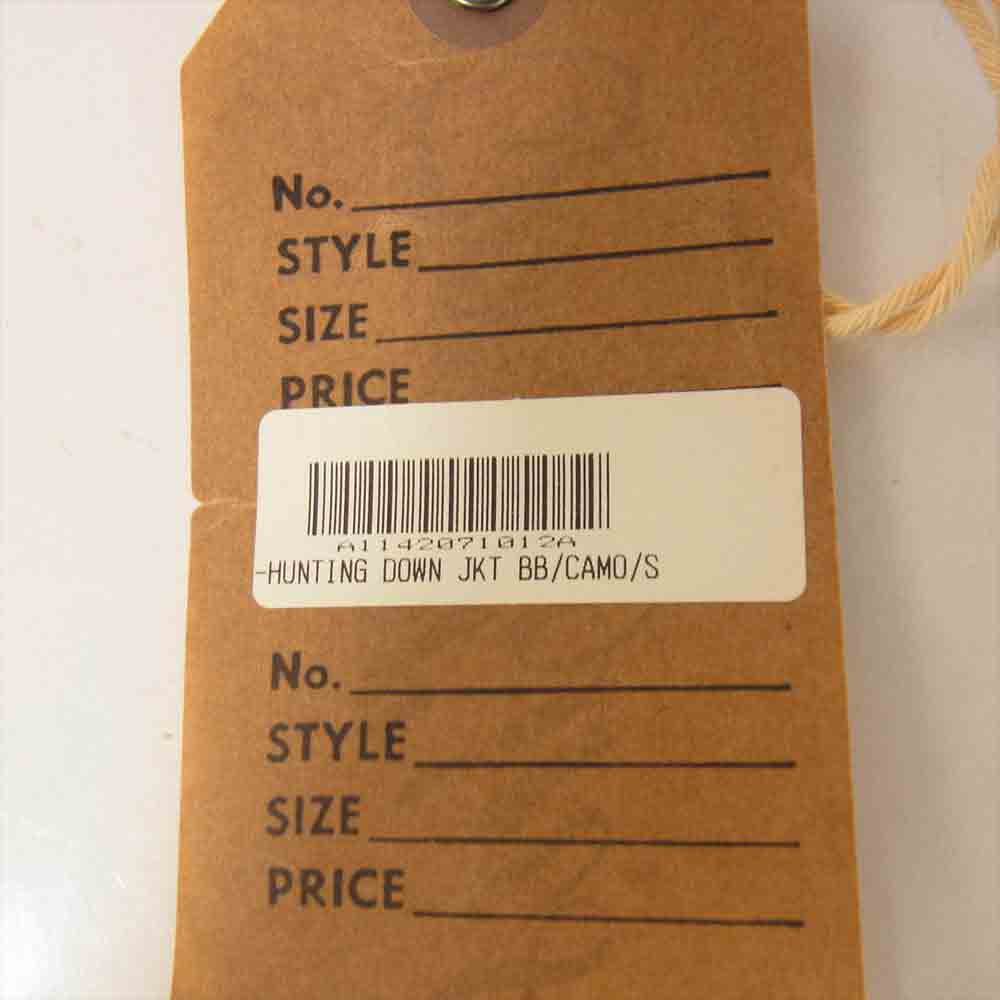 No.
STYLE
SIZE
PRICE
A1142071012A
-HUNTING DOWN JKT BB/CAMO/S
No.
STYLE
SIZE
PRICE